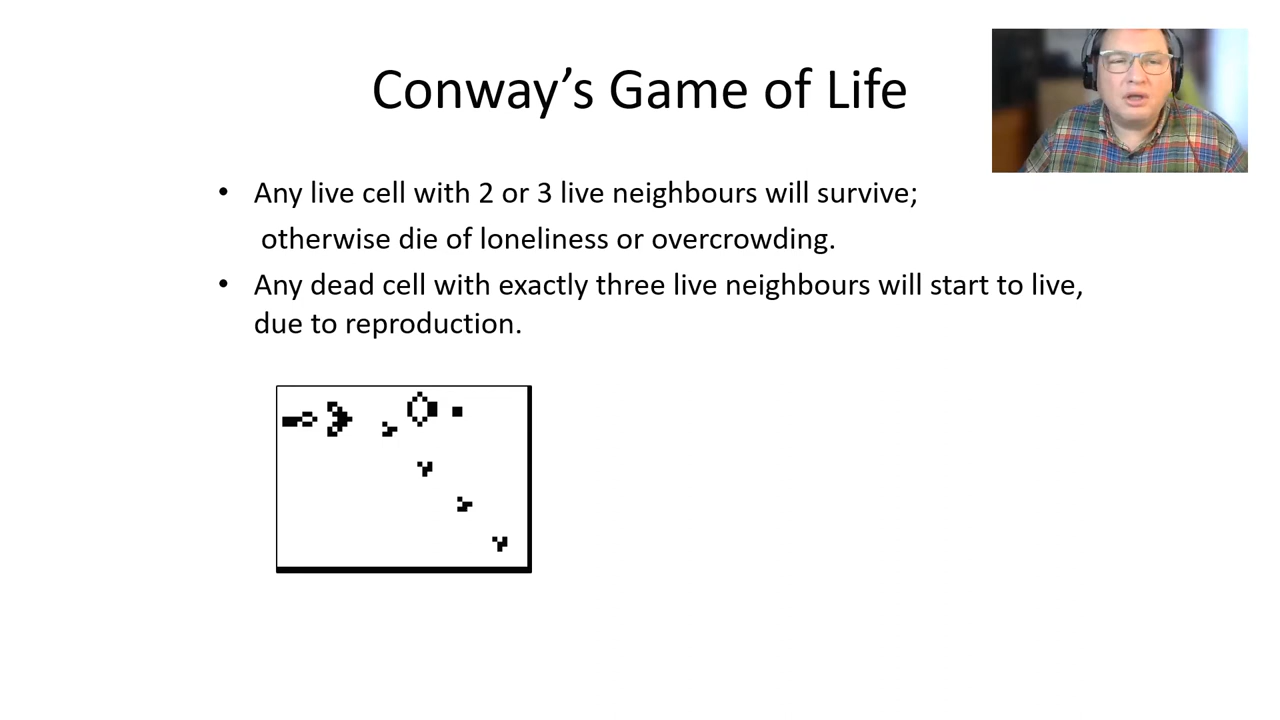 Conway’s Game of Life
• Any live cell with 2 or 3 live neighbours will survive;
otherwise die of loneliness or overcrowding.
• Any dead cell with exactly three live neighbours will start to live,
due to reproduction.